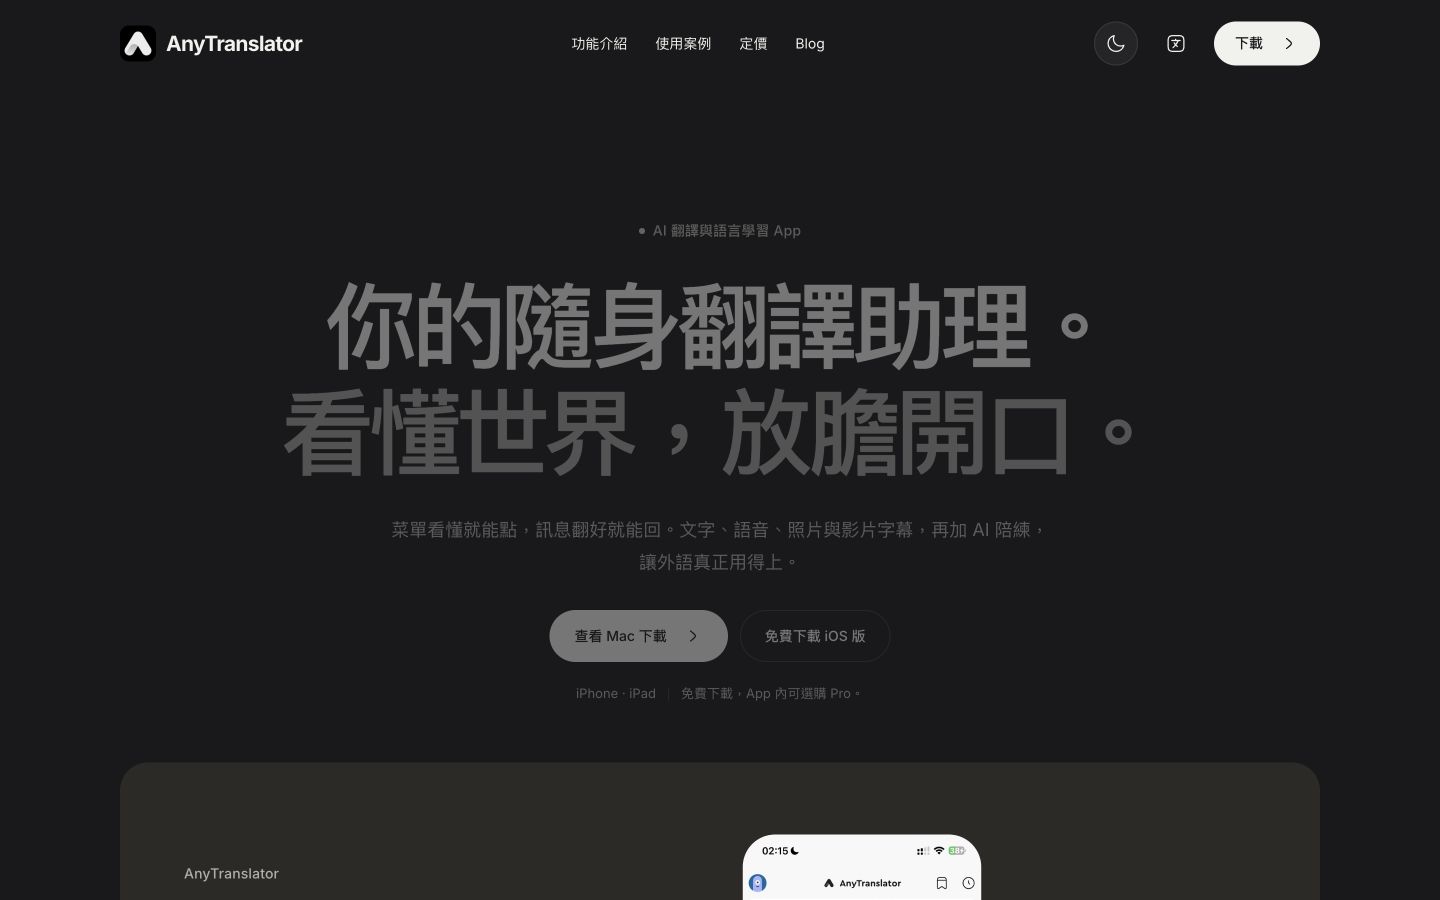 AnyTranslator
功能介紹
使用案例
定價
Blog
下載
AI 翻譯與語言學習 App
你的隨身翻譯助理。
看懂世界，放膽開口。
菜單看懂就能點，訊息翻好就能回。文字、語音、照片與影片字幕，再加 AI 陪練，
讓外語真正用得上。
查看 Mac 下載
免費下載 iOS 版
iPhone · iPad
免費下載，App 內可選購 Pro。
AnyTranslator
02:15
38
AnyTranslator